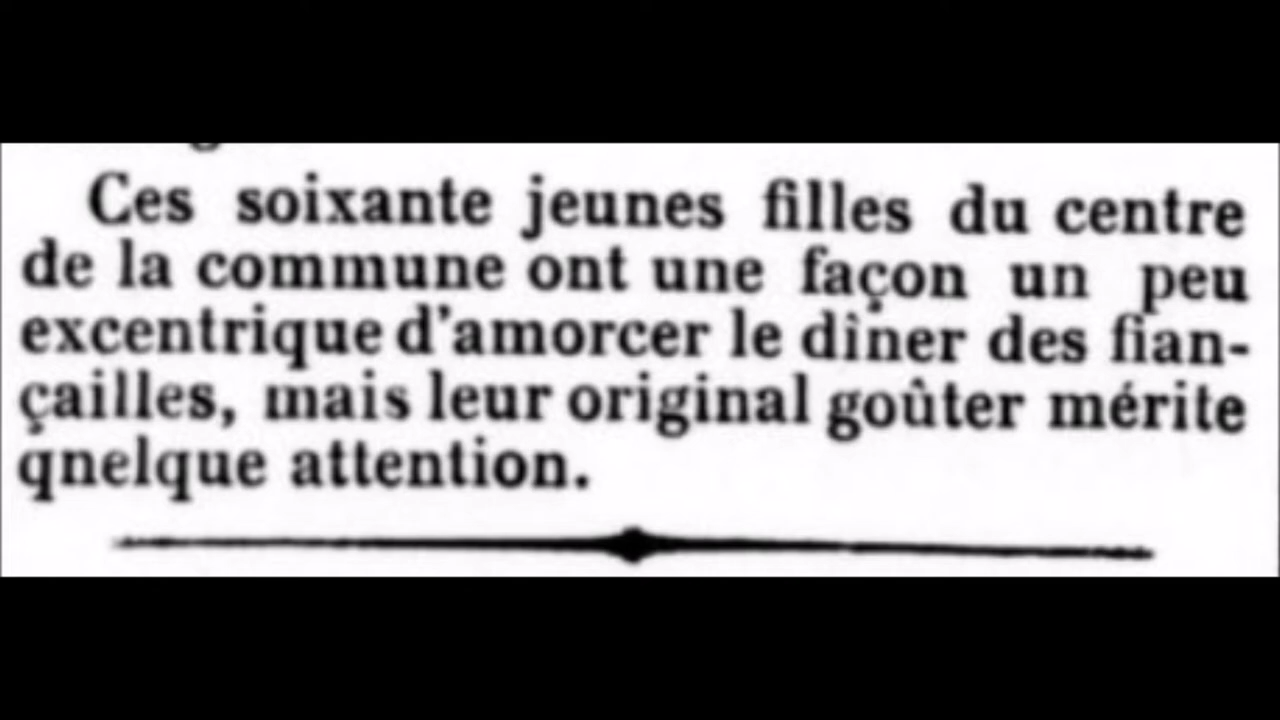 Ces soixante jeunes filles du centre
de la commune ont une façon un peu
excentrique d'amorcer le dîner des fian-
çailles, mais leur original goûter mérite
qnelque attention.